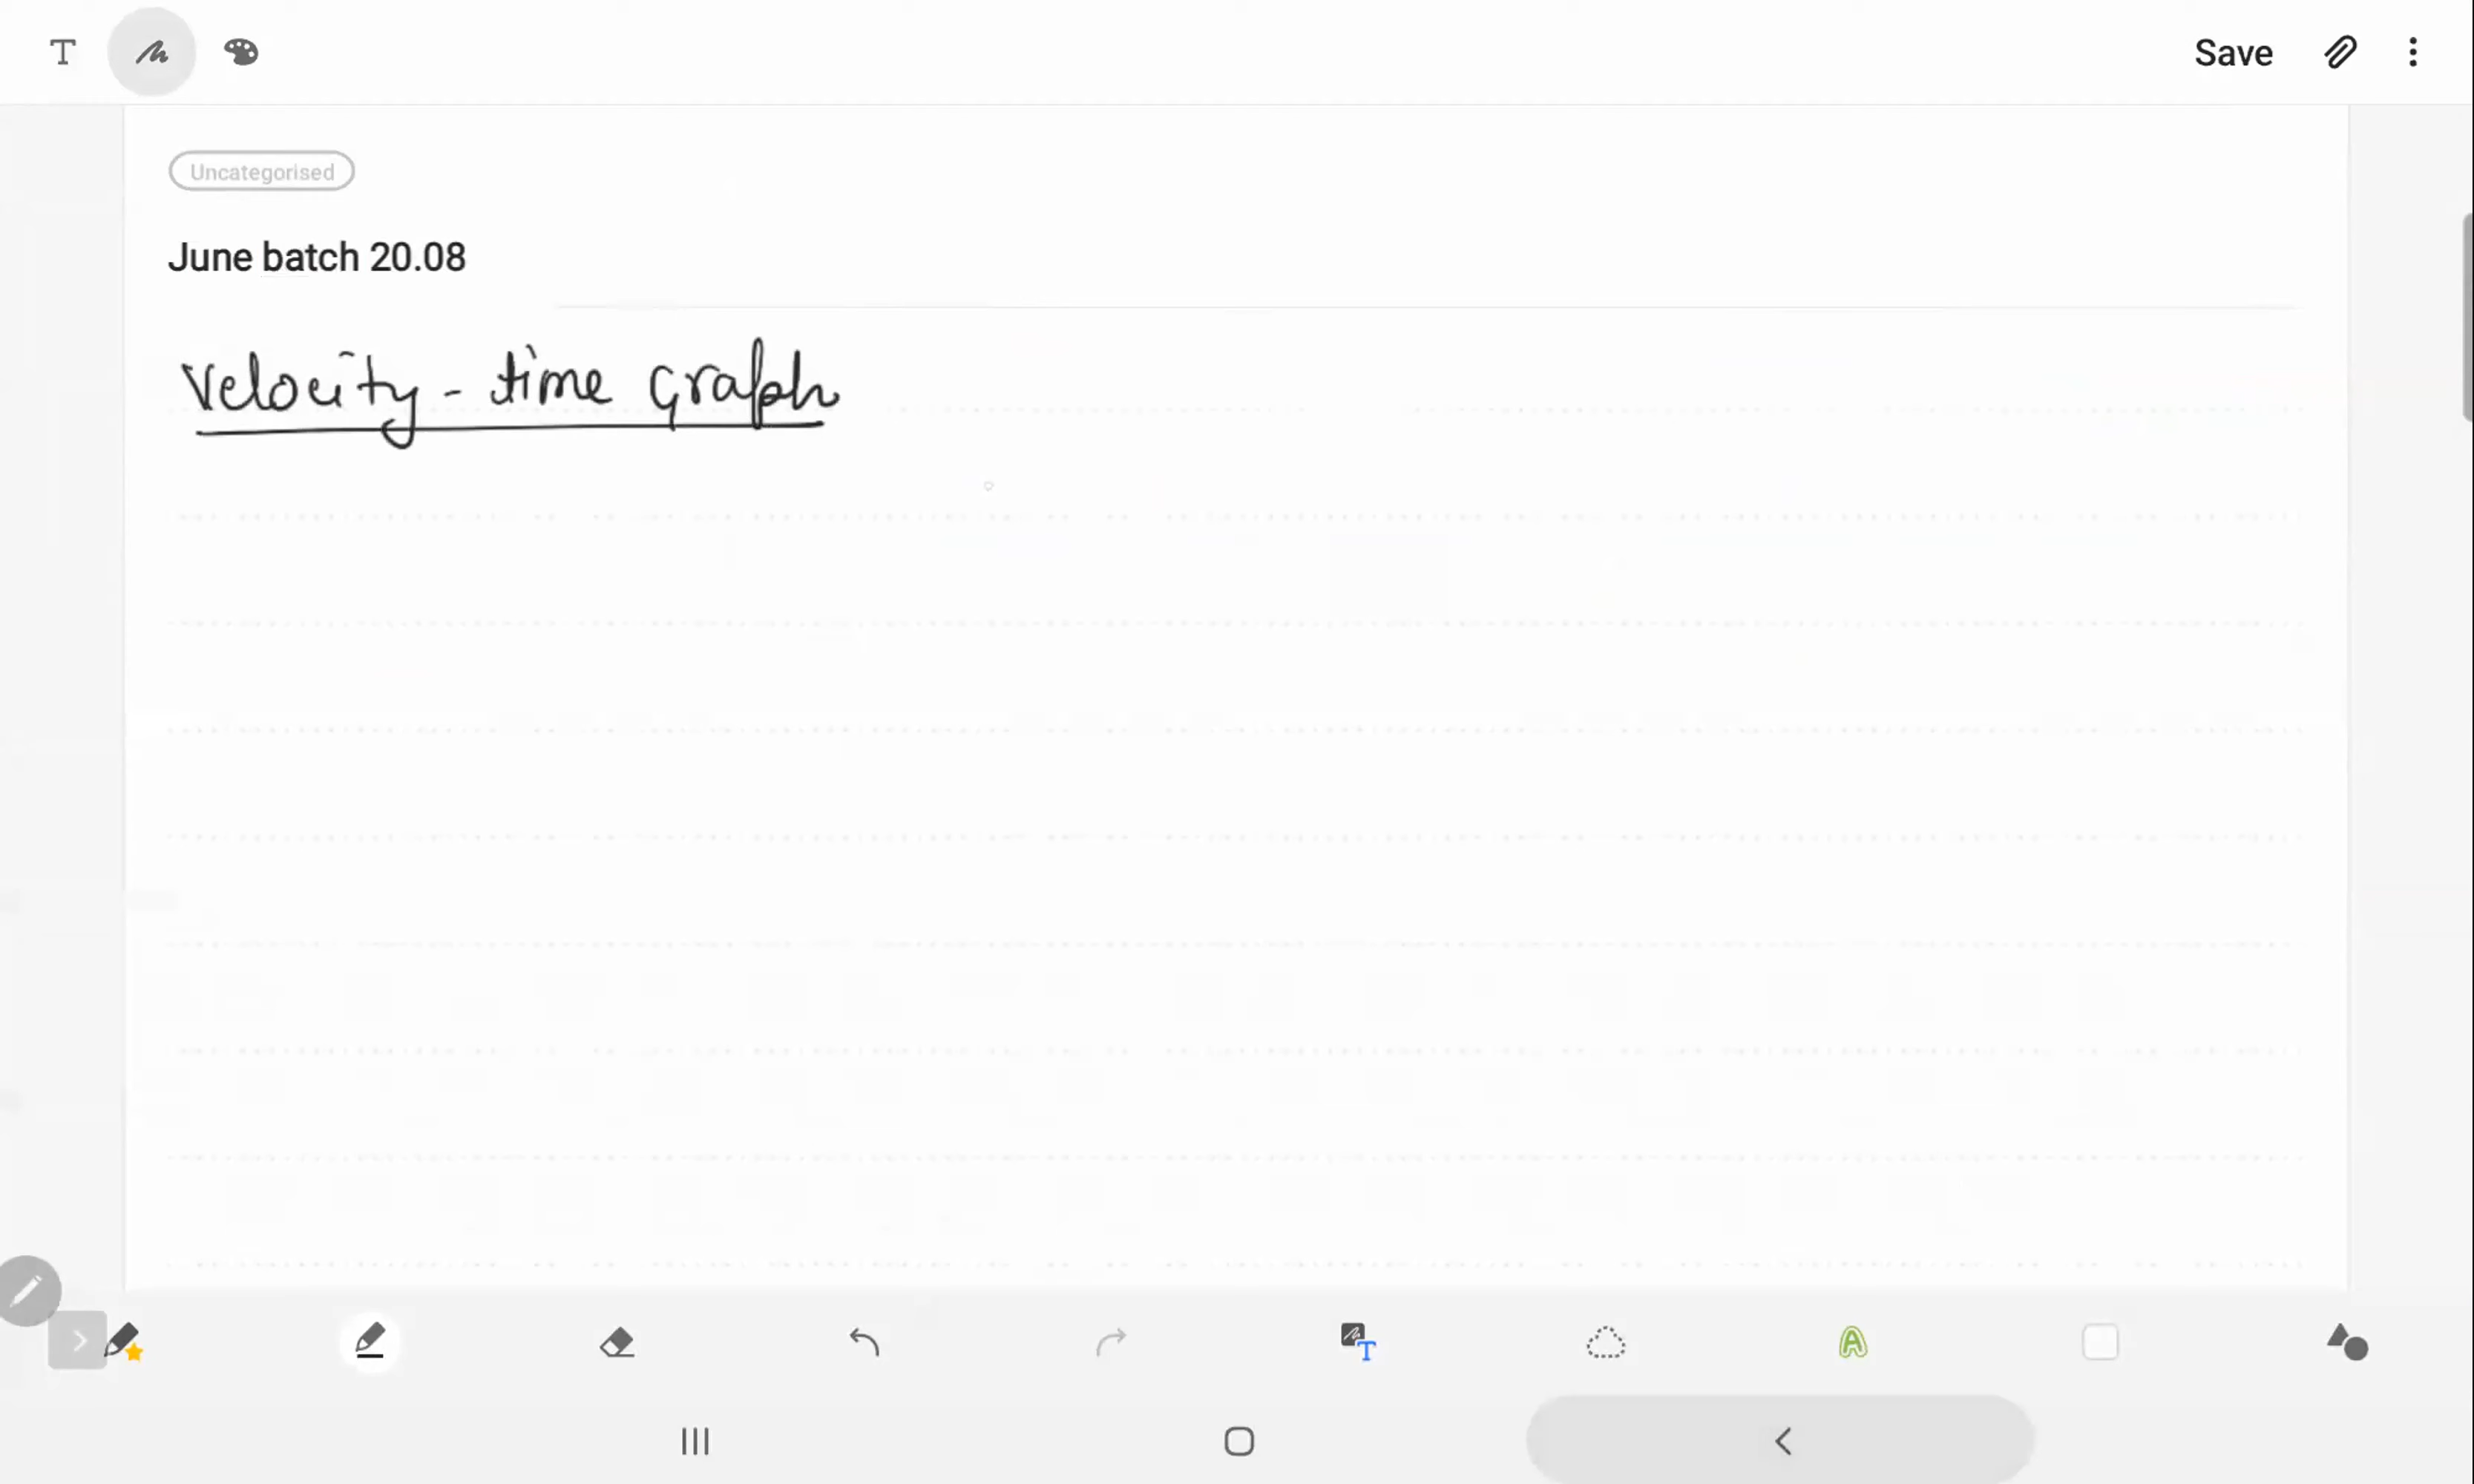 T
Save
Uncategorised
June batch 20.08
Velocity - time graph
T
A